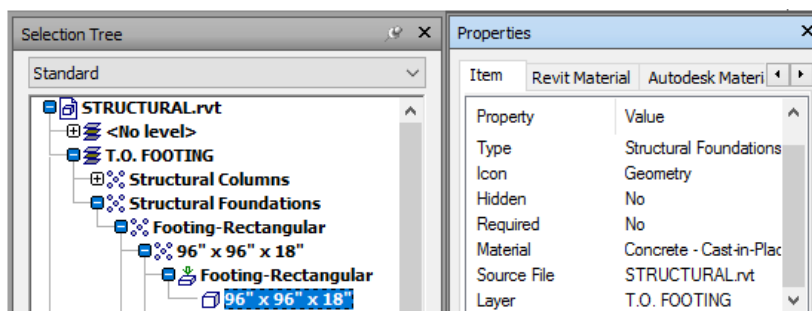 Selection Tree
Standard
STRUCTURAL.rvt
<No level>
T.O. FOOTING
Structural Columns
Structural Foundations
Footing-Rectangular
96" x 96" x 18"
Footing-Rectangular
96" x 96" x 18"
Properties
Item Revit Material Autodesk Materi
Property Value
Type Structural Foundations
Icon Geometry
Hidden No
Required No
Material Concrete - Cast-in-Plac
Source File STRUCTURAL.rvt
Layer T.O. FOOTING